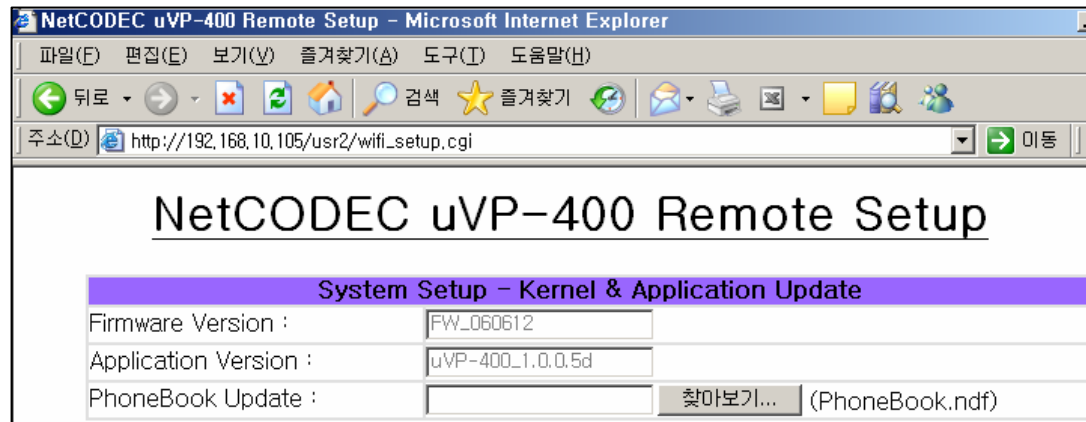 NetCODEC uVP-400 Remote Setup - Microsoft Internet Explorer
파일(F) 편집(E) 보기(V) 즐겨찾기(A) 도구(T) 도움말(H)
뒤로 검색 즐겨찾기
주소(D) http://192,168,10,105/usr2/wifi_setup,cgi 이동
NetCODEC uVP-400 Remote Setup
System Setup - Kernel & Application Update
Firmware Version : FW_060612
Application Version : uVP-400_1.0.0.5d
PhoneBook Update : 찾아보기... (PhoneBook.ndf)